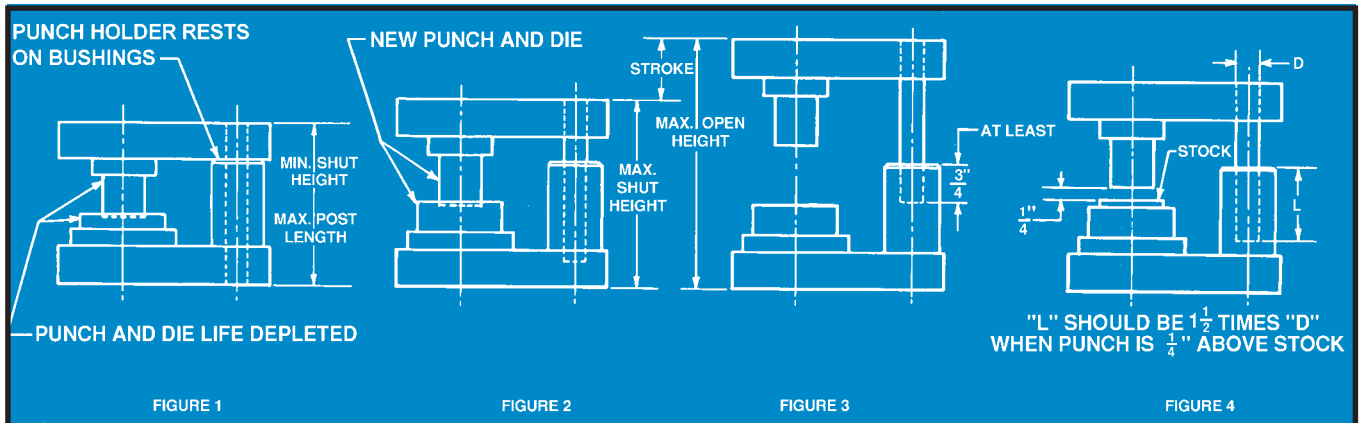 PUNCH HOLDER RESTS
ON BUSHINGS
MIN. SHUT
HEIGHT
MAX. POST
LENGTH
PUNCH AND DIE LIFE DEPLETED
FIGURE 1
NEW PUNCH AND DIE
STROKE
MAX.
SHUT
HEIGHT
FIGURE 2
MAX. OPEN
HEIGHT
AT LEAST
3"
4
FIGURE 3
D
STOCK
L
1"
4
"L" SHOULD BE 1 1/2 TIMES "D"
WHEN PUNCH IS 1/4" ABOVE STOCK
FIGURE 4